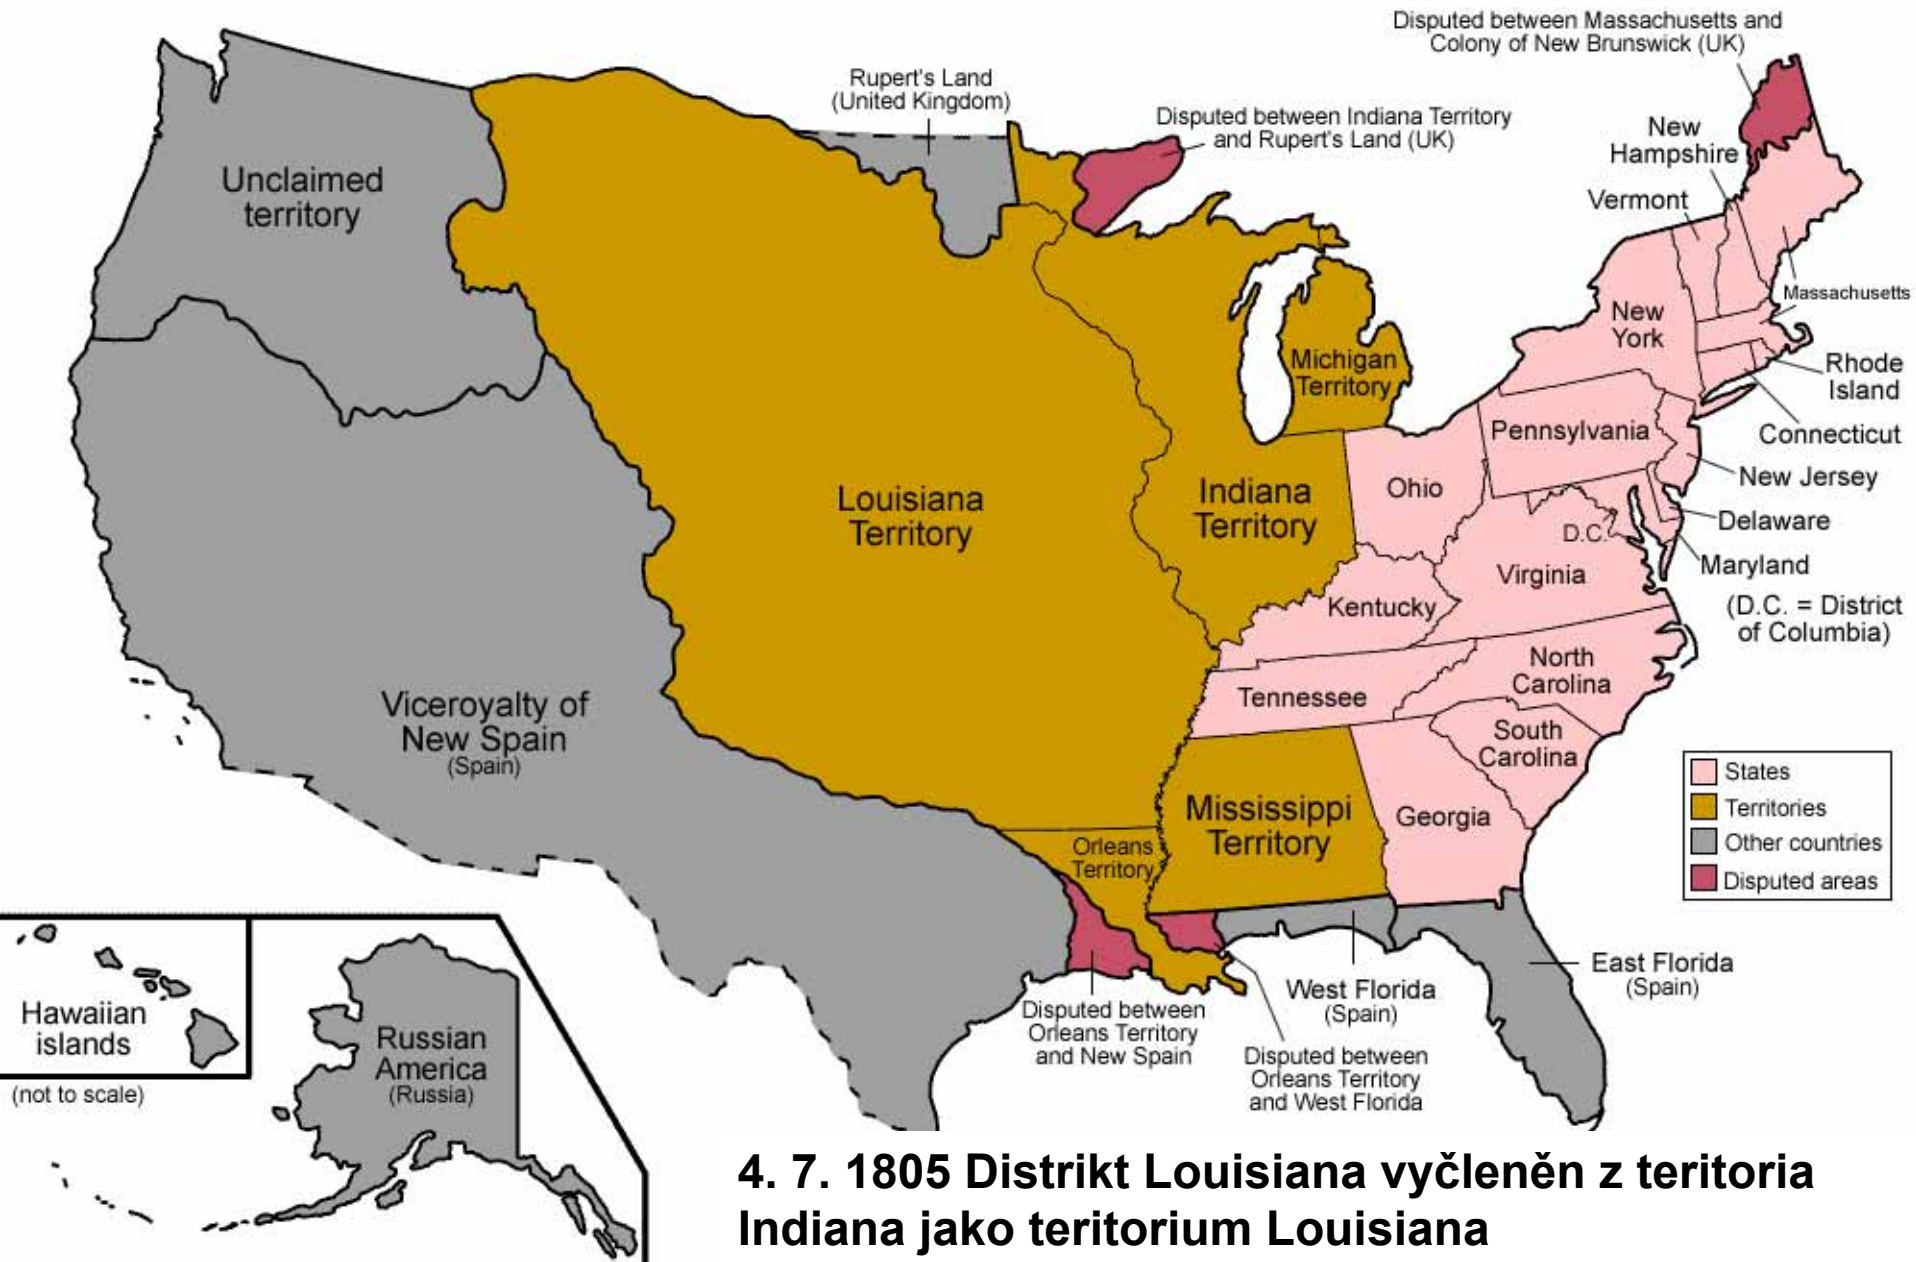 Disputed between Massachusetts and
Colony of New Brunswick (UK)
Rupert's Land
(United Kingdom)
Disputed between Indiana Territory
and Rupert's Land (UK)
New
Hampshire
Vermont
Unclaimed
territory
Massachusetts
New
York
Michigan
Territory
Rhode
Island
Pennsylvania
Connecticut
New Jersey
Louisiana
Territory
Indiana
Territory
Ohio
Delaware
D.C.
Maryland
Virginia
Kentucky
(D.C. = District
of Columbia)
North
Carolina
Tennessee
Viceroyalty of
New Spain
(Spain)
South
Carolina
States
Territories
Other countries
Disputed areas
Mississippi
Territory
Georgia
Orleans
Territory
East Florida
(Spain)
West Florida
(Spain)
Disputed between
Orleans Territory
and New Spain
Disputed between
Orleans Territory
and West Florida
Hawaiian
islands
(not to scale)
Russian
America
(Russia)
4. 7. 1805 Distrikt Louisiana vyčleněn z teritoria
Indiana jako teritorium Louisiana